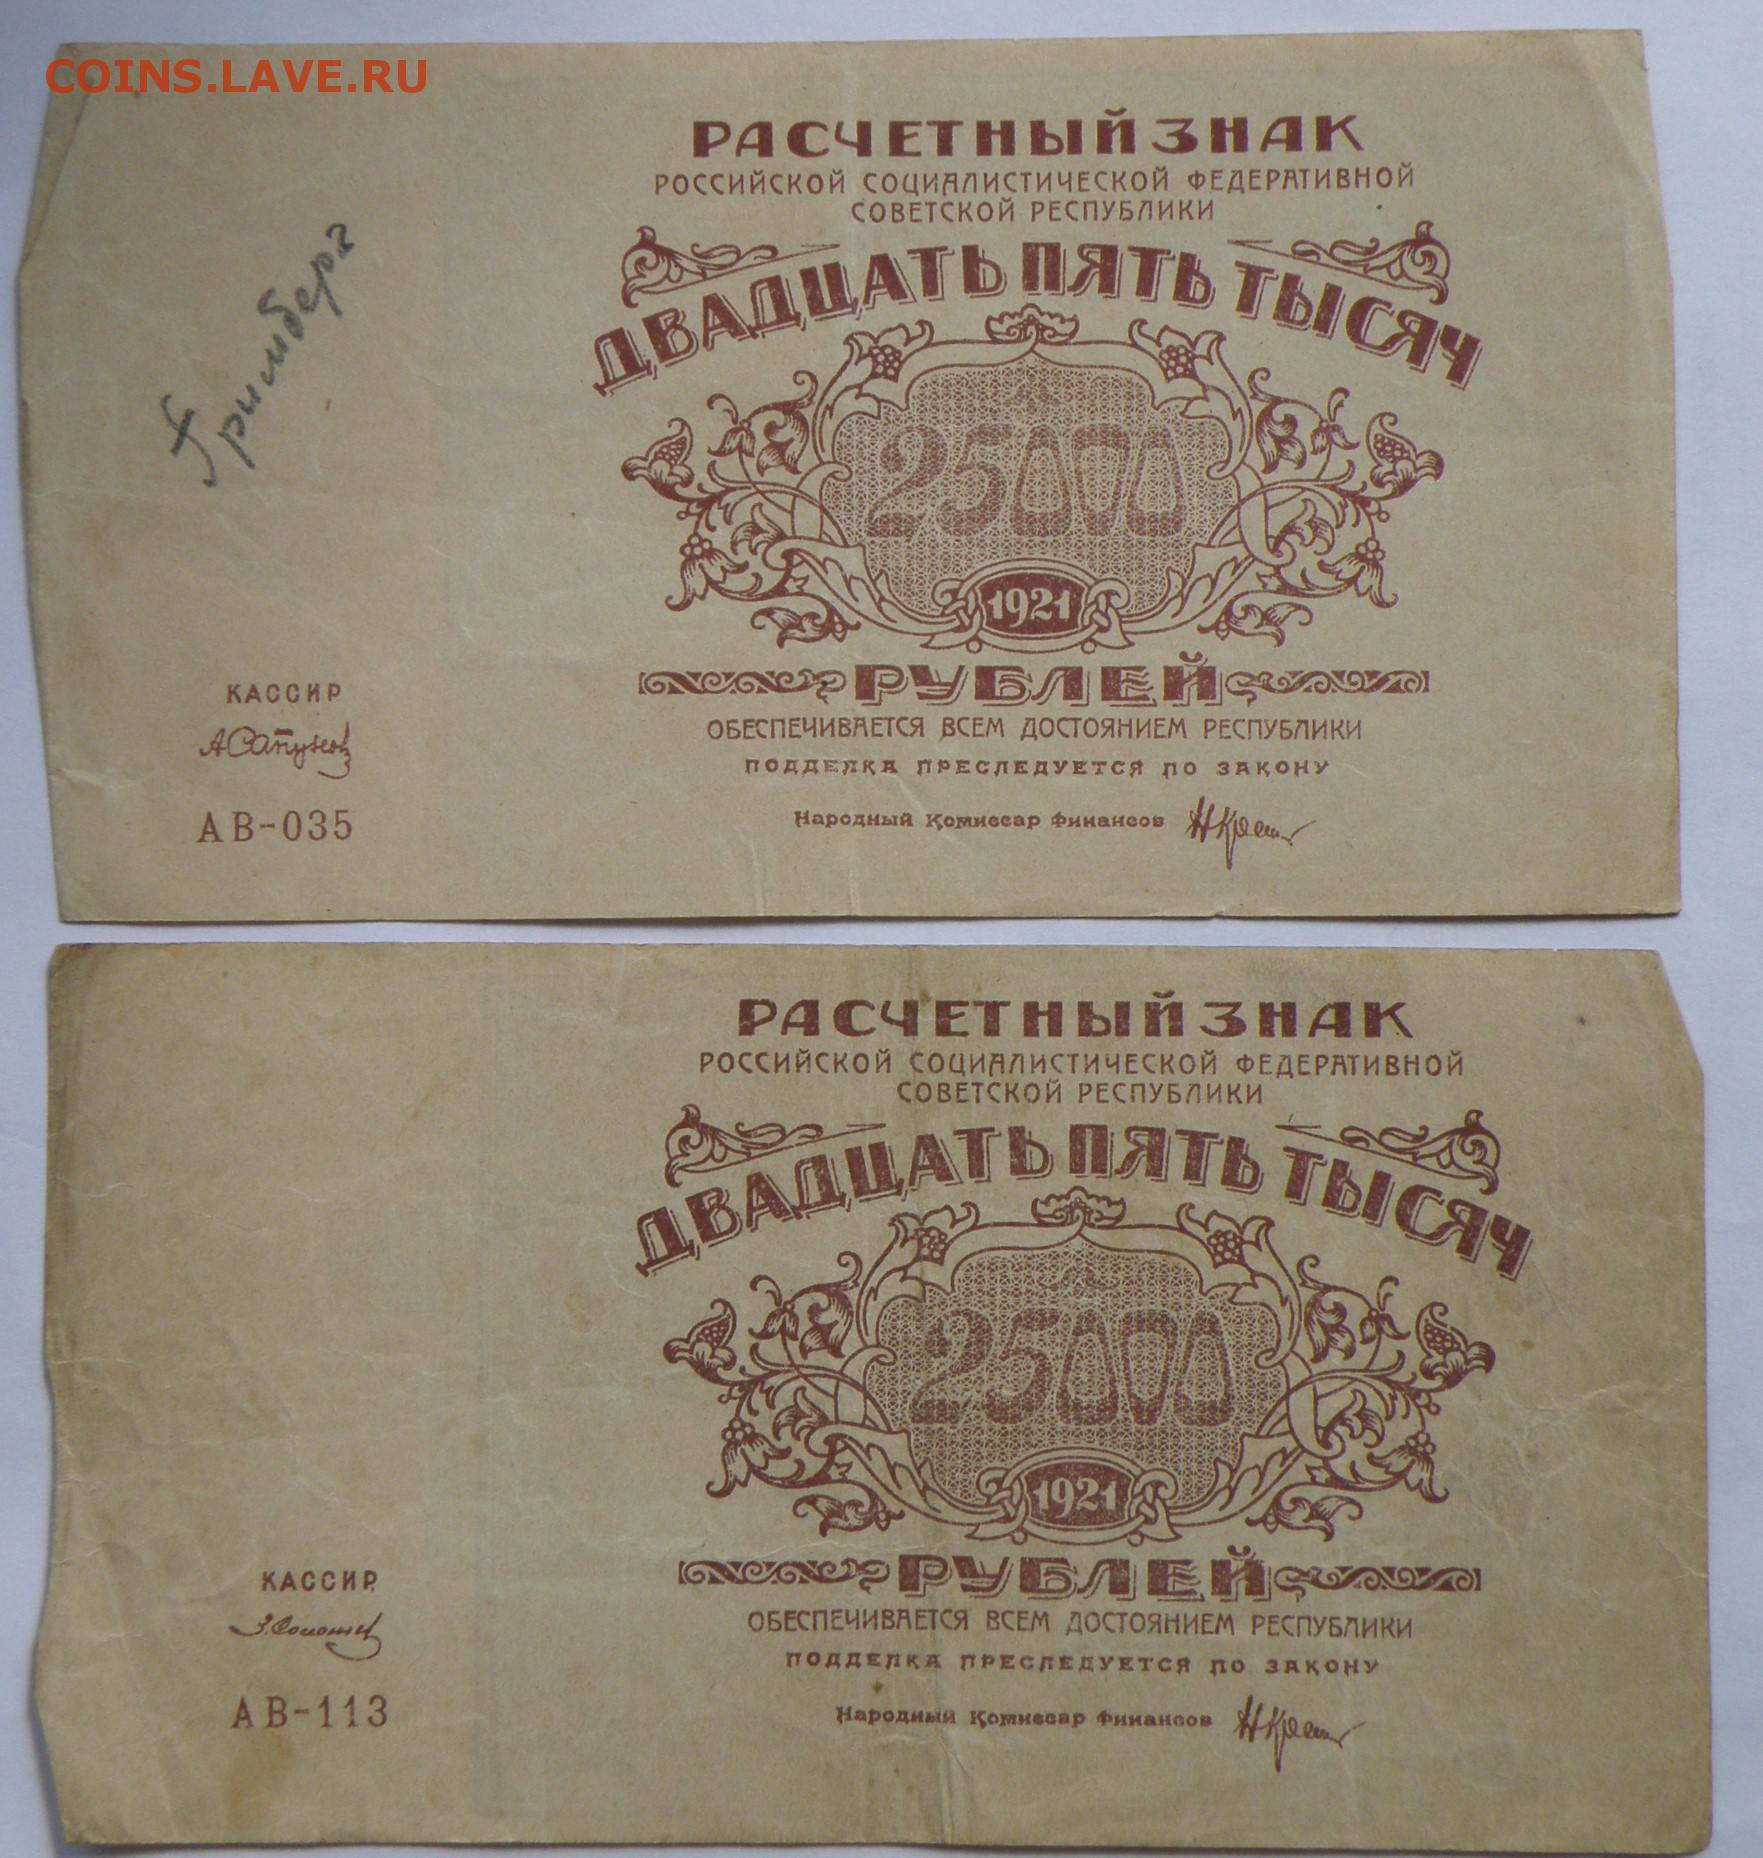 COINS.LAVE.RU
РАСЧЕТНЫЙ ЗНАК
РОССИЙСКОЙ СОЦИАЛИСТИЧЕСКОЙ ФЕДЕРАТИВНОЙ
СОВЕТСКОЙ РЕСПУБЛИКИ
ДВАДЦАТЬ ПЯТЬ ТЫСЯЧ
25000
1921
РУБЛЕЙ
ОБЕСПЕЧИВАЕТСЯ ВСЕМ ДОСТОЯНИЕМ РЕСПУБЛИКИ
ПОДДЕЛКА ПРЕСЛЕДУЕТСЯ ПО ЗАКОНУ
Народный Комиссар Финансов
КАССИР
АВ-035
РАСЧЕТНЫЙ ЗНАК
РОССИЙСКОЙ СОЦИАЛИСТИЧЕСКОЙ ФЕДЕРАТИВНОЙ
СОВЕТСКОЙ РЕСПУБЛИКИ
ДВАДЦАТЬ ПЯТЬ ТЫСЯЧ
25000
1921
РУБЛЕЙ
ОБЕСПЕЧИВАЕТСЯ ВСЕМ ДОСТОЯНИЕМ РЕСПУБЛИКИ
ПОДДЕЛКА ПРЕСЛЕДУЕТСЯ ПО ЗАКОНУ
Народный Комиссар Финансов
КАССИР
АВ-113